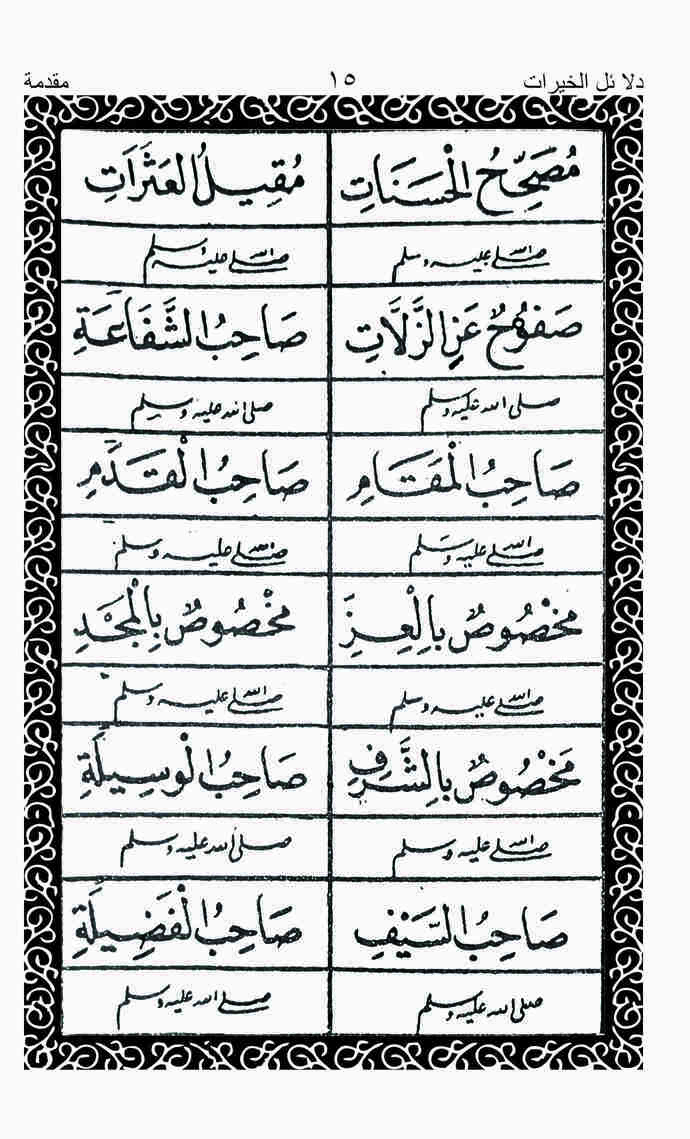 دلائل الخيرات ١٥ مقدمة
مُصَحِّحُ الْحَسَنَاتِ مُقِيلُ الْعَثَرَاتِ
صلى الله عليه وسلم صلى الله عليه وسلم
صَفُوحٌ عَنِ الزَّلَّاتِ صَاحِبُ الشَّفَاعَةِ
صلى الله عليه وسلم صلى الله عليه وسلم
صَاحِبُ الْمَقَامِ صَاحِبُ الْقَدَمِ
صلى الله عليه وسلم صلى الله عليه وسلم
مَخْصُوصٌ بِالْعِزِّ مَخْصُوصٌ بِالْمَجْدِ
صلى الله عليه وسلم صلى الله عليه وسلم
مَخْصُوصٌ بِالشَّرَفِ صَاحِبُ الْوَسِيلَةِ
صلى الله عليه وسلم صلى الله عليه وسلم
صَاحِبُ السَّيْفِ صَاحِبُ الْفَضِيلَةِ
صلى الله عليه وسلم صلى الله عليه وسلم